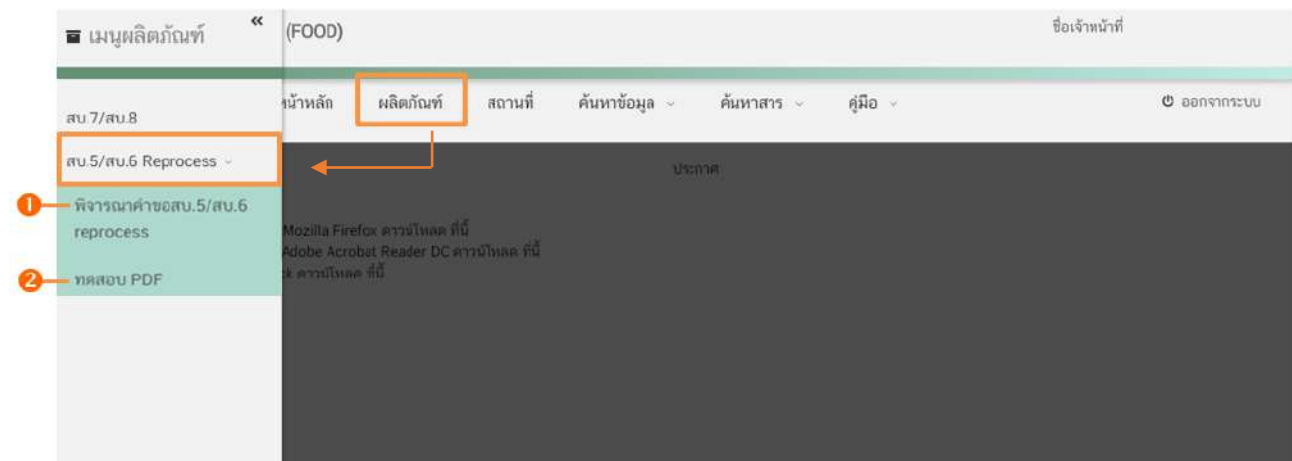 เมนูผลิตภัณฑ์ «
(FOOD)
ชื่อเจ้าหน้าที่
หน้าหลัก ผลิตภัณฑ์ สถานที่ ค้นหาข้อมูล ค้นหาสาร คู่มือ ออกจากระบบ
สบ.7/สบ.8
สบ.5/สบ.6 Reprocess
ประกาศ
1 พิจารณาคำขอสบ.5/สบ.6
reprocess
Mozilla Firefox ดาวน์โหลด ที่นี้
Adobe Acrobat Reader DC ดาวน์โหลด ที่นี้
ดาวน์โหลด ที่นี้
2 ทดสอบ PDF